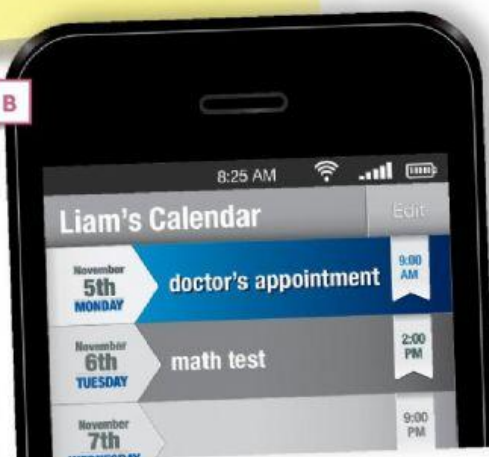 B
8:25 AM
Liam's Calendar
Edit
November
5th
MONDAY
doctor's appointment
9:00
AM
November
6th
TUESDAY
math test
2:00
PM
November
7th
WEDNESDAY
9:00
PM